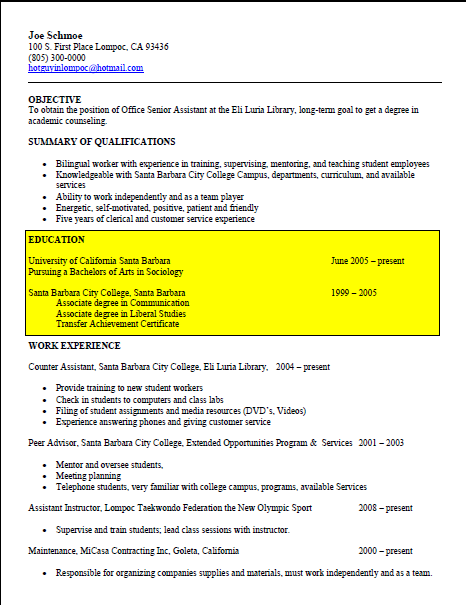 Joe Schmoe
100 S. First Place Lompoc, CA 93436
(805) 300-0000
hotguyinlompoc@hotmail.com
OBJECTIVE
To obtain the position of Office Senior Assistant at the Eli Luria Library, long-term goal to get a degree in
academic counseling.
SUMMARY OF QUALIFICATIONS
• Bilingual worker with experience in training, supervising, mentoring, and teaching student employees
• Knowledgeable with Santa Barbara City College Campus, departments, curriculum, and available
services
• Ability to work independently and as a team player
• Energetic, self-motivated, positive, patient and friendly
• Five years of clerical and customer service experience
EDUCATION
University of California Santa Barbara June 2005 – present
Pursuing a Bachelors of Arts in Sociology
Santa Barbara City College, Santa Barbara 1999 – 2005
Associate degree in Communication
Associate degree in Liberal Studies
Transfer Achievement Certificate
WORK EXPERIENCE
Counter Assistant, Santa Barbara City College, Eli Luria Library, 2004 – present
• Provide training to new student workers
• Check in students to computers and class labs
• Filing of student assignments and media resources (DVD's, Videos)
• Experience answering phones and giving customer service
Peer Advisor, Santa Barbara City College, Extended Opportunities Program & Services 2001 – 2003
• Mentor and oversee students,
• Meeting planning
• Telephone students, very familiar with college campus, programs, available Services
Assistant Instructor, Lompoc Taekwondo Federation the New Olympic Sport 2008 – present
• Supervise and train students; lead class sessions with instructor.
Maintenance, MiCasa Contracting Inc, Goleta, California 2000 – present
• Responsible for organizing companies supplies and materials, must work independently and as a team.